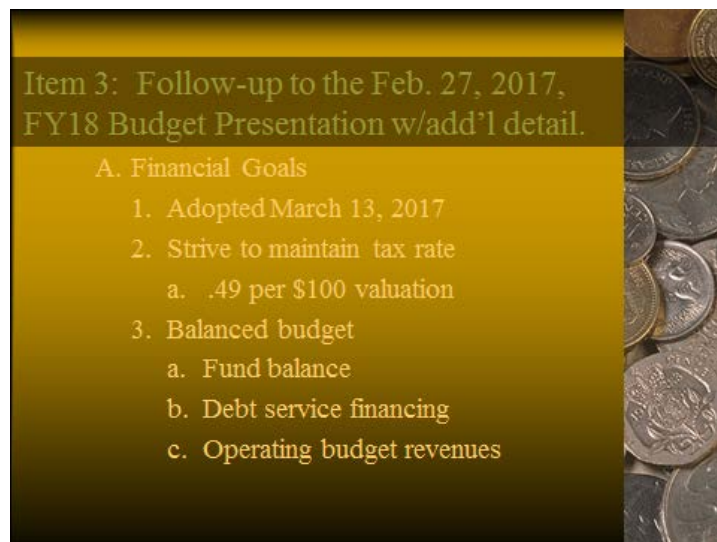 Item 3: Follow-up to the Feb. 27, 2017,
FY18 Budget Presentation w/add'l detail.
A. Financial Goals
1. Adopted March 13, 2017
2. Strive to maintain tax rate
a. .49 per $100 valuation
3. Balanced budget
a. Fund balance
b. Debt service financing
c. Operating budget revenues